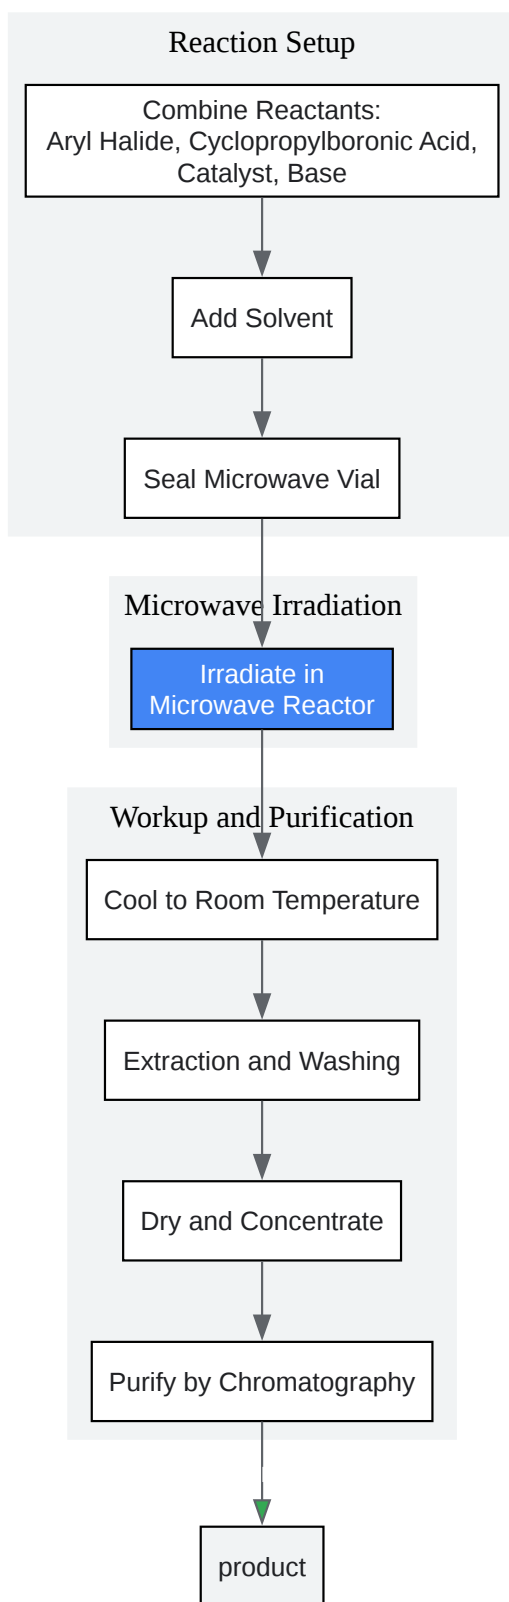 Reaction Setup
Combine Reactants:
Aryl Halide, Cyclopropylboronic Acid,
Catalyst, Base
Add Solvent
Seal Microwave Vial
Microwave Irradiation
Irradiate in
Microwave Reactor
Workup and Purification
Cool to Room Temperature
Extraction and Washing
Dry and Concentrate
Purify by Chromatography
product